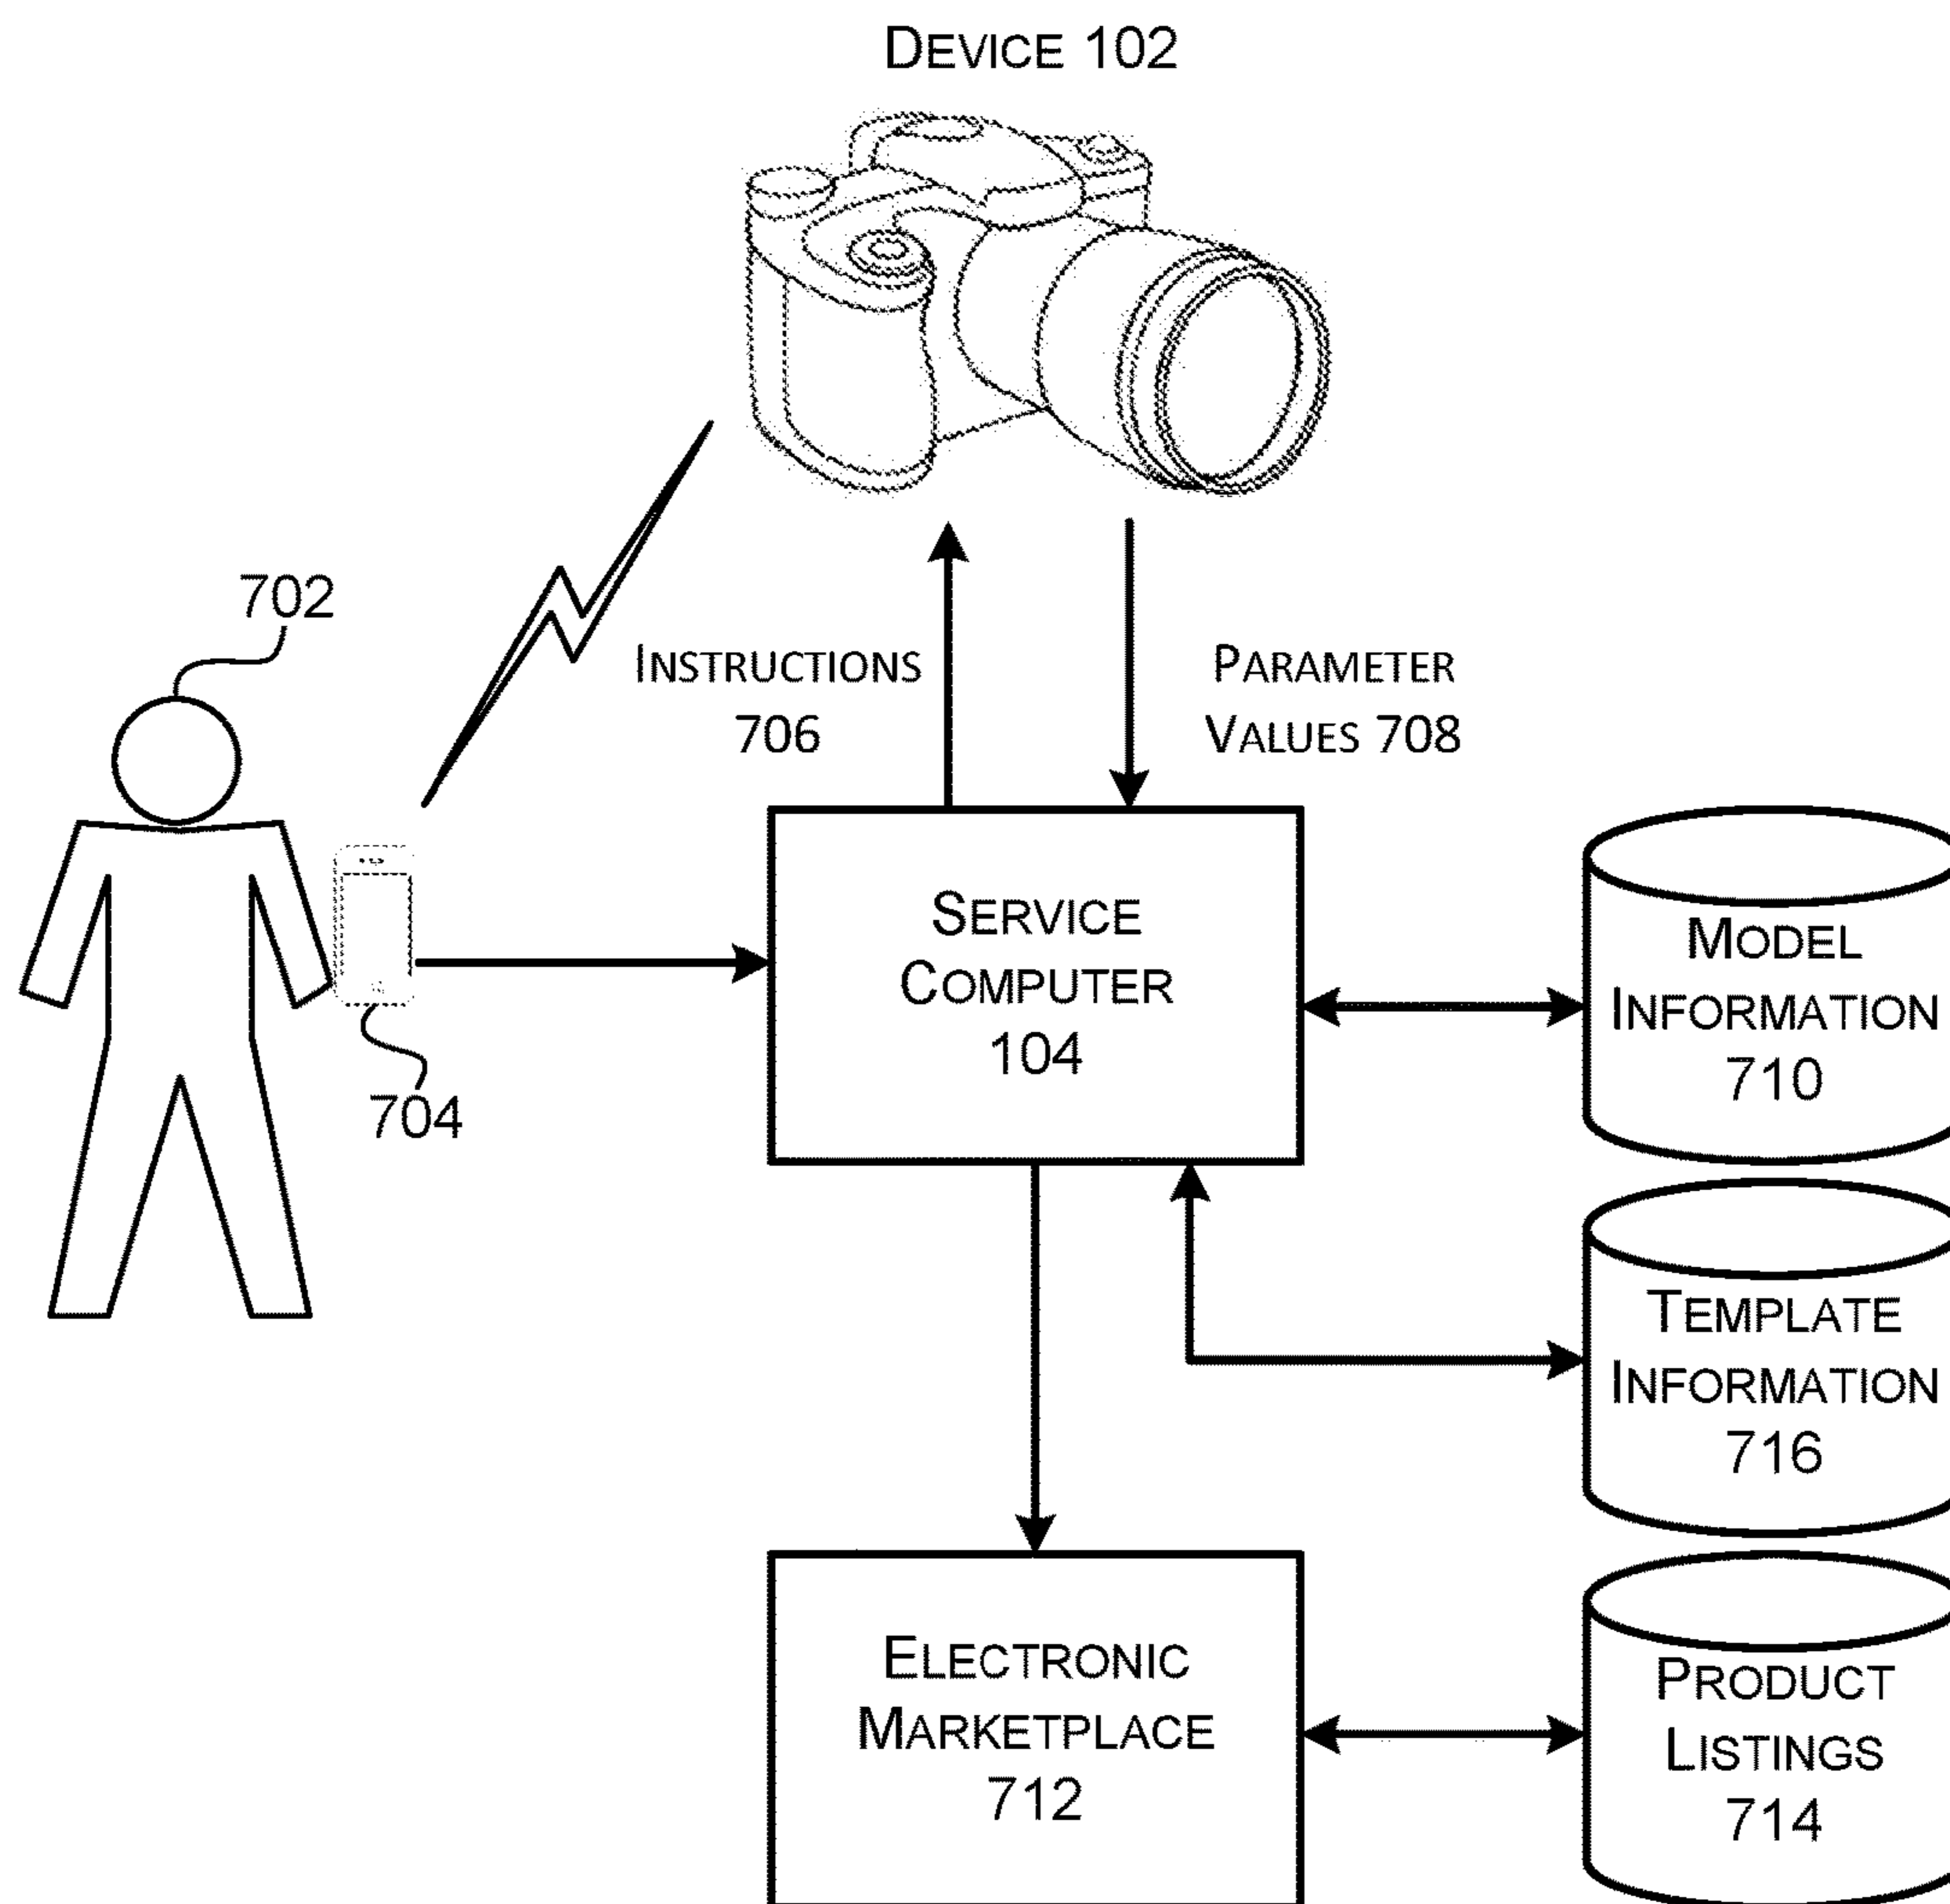 DEVICE 102
702
INSTRUCTIONS
706
PARAMETER
VALUES 708
704
SERVICE
COMPUTER
104
MODEL
INFORMATION
710
TEMPLATE
INFORMATION
716
ELECTRONIC
MARKETPLACE
712
PRODUCT
LISTINGS
714